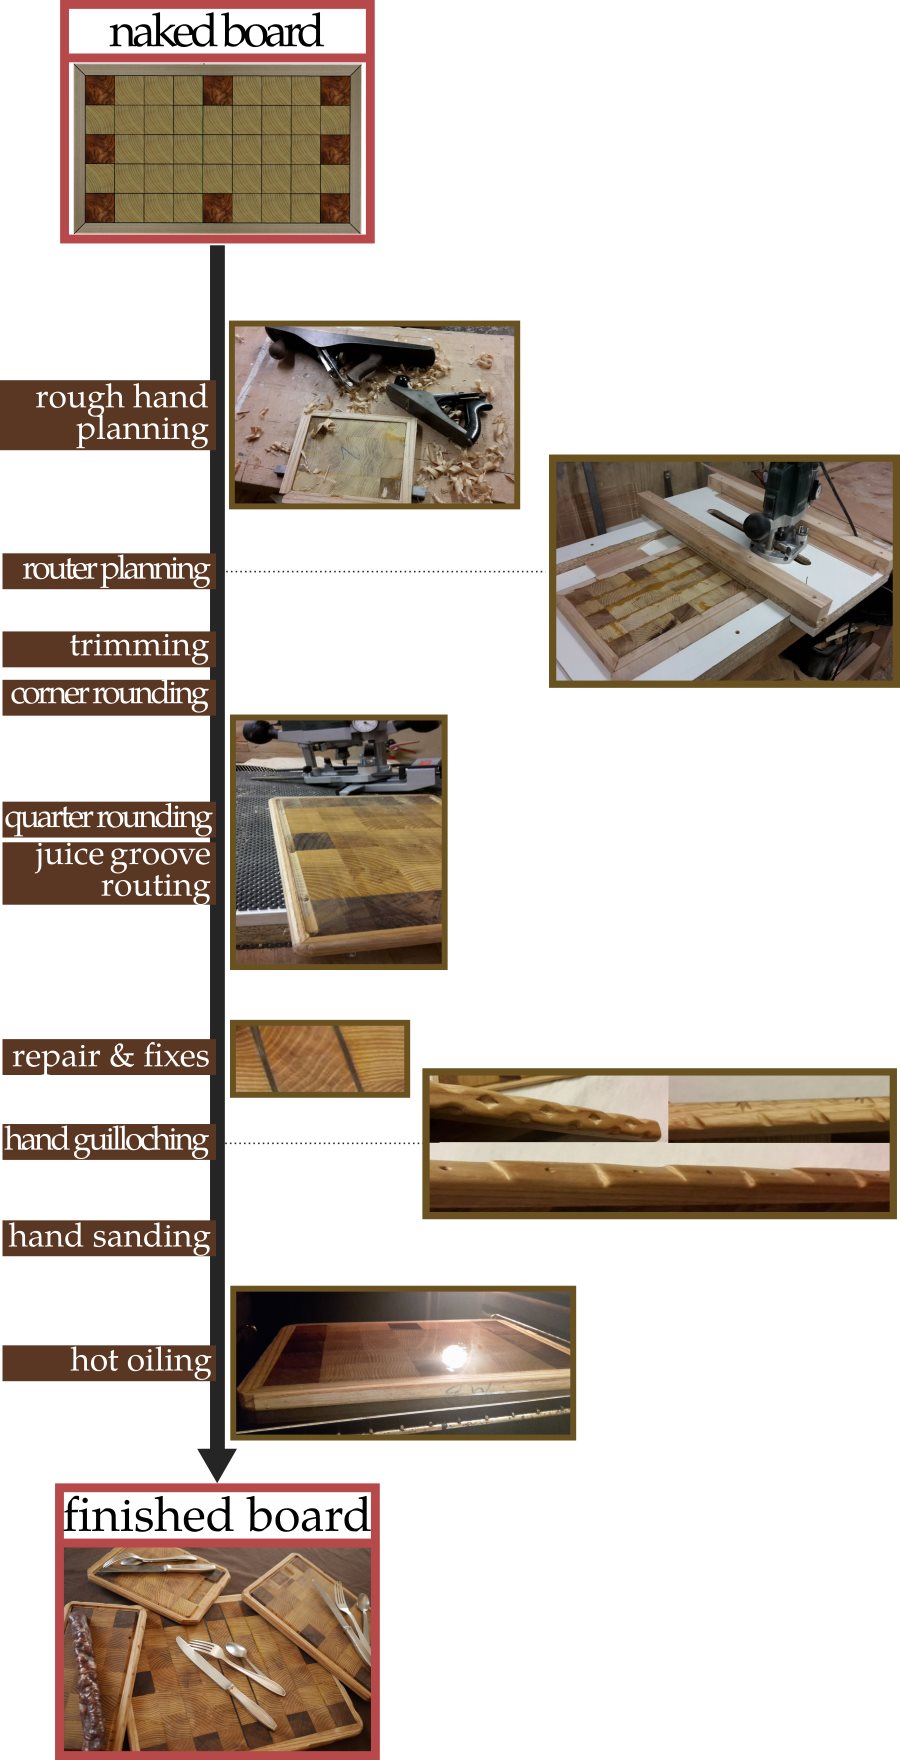 naked board
rough hand
planning
router planning
trimming
corner rounding
quarter rounding
juice groove
routing
repair & fixes
hand guilloching
hand sanding
hot oiling
finished board